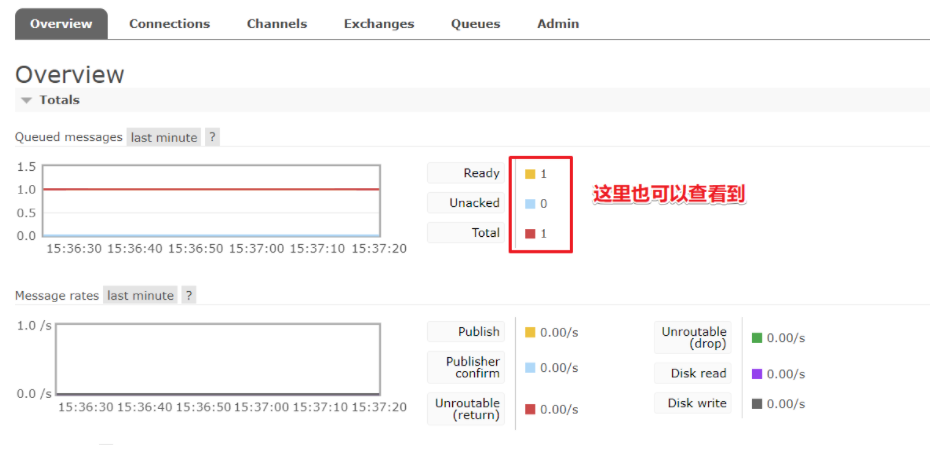 Overview Connections Channels Exchanges Queues Admin
Overview
Totals
Queued messages last minute ?
1.5
1.0
0.5
0.0
15:36:30 15:36:40 15:36:50 15:37:00 15:37:10 15:37:20
Ready 1
Unacked 0
Total 1
这里也可以查看到
Message rates last minute ?
1.0 /s
0.0 /s
15:36:30 15:36:40 15:36:50 15:37:00 15:37:10 15:37:20
Publish 0.00/s
Publisher
confirm 0.00/s
Unroutable
(return) 0.00/s
Unroutable
(drop) 0.00/s
Disk read 0.00/s
Disk write 0.00/s